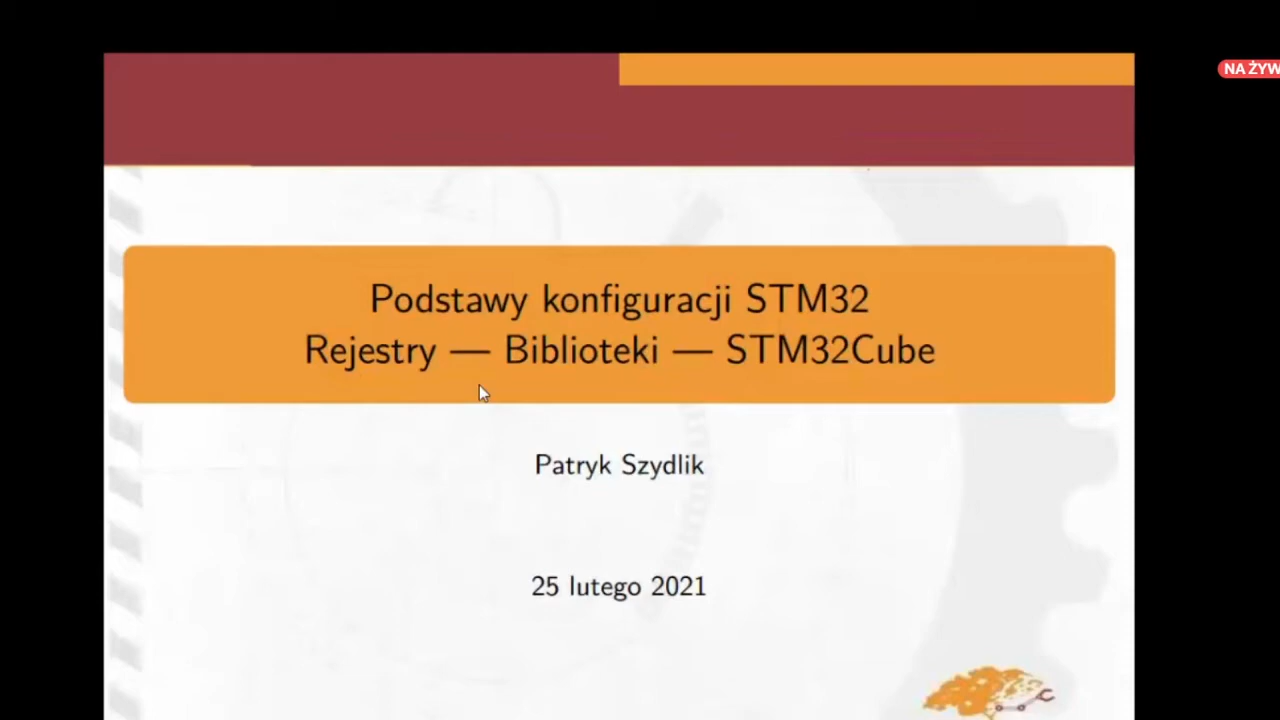 NA ŻYW
Podstawy konfiguracji STM32
Rejestry — Biblioteki — STM32Cube
Patryk Szydlik
25 lutego 2021